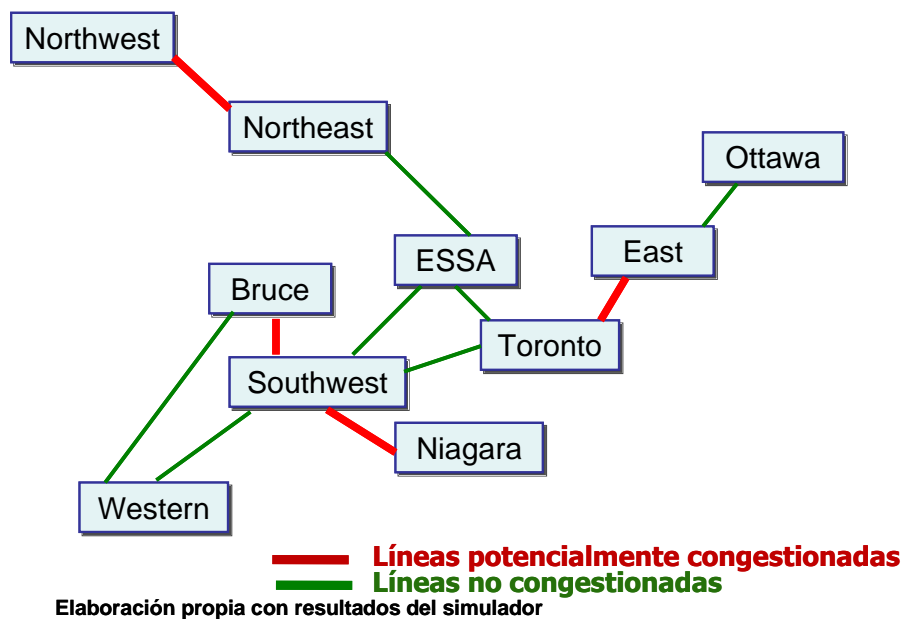 Northwest
Northeast
Ottawa
ESSA
East
Bruce
Toronto
Southwest
Niagara
Western
Líneas potencialmente congestionadas
Líneas no congestionadas
Elaboración propia con resultados del simulador